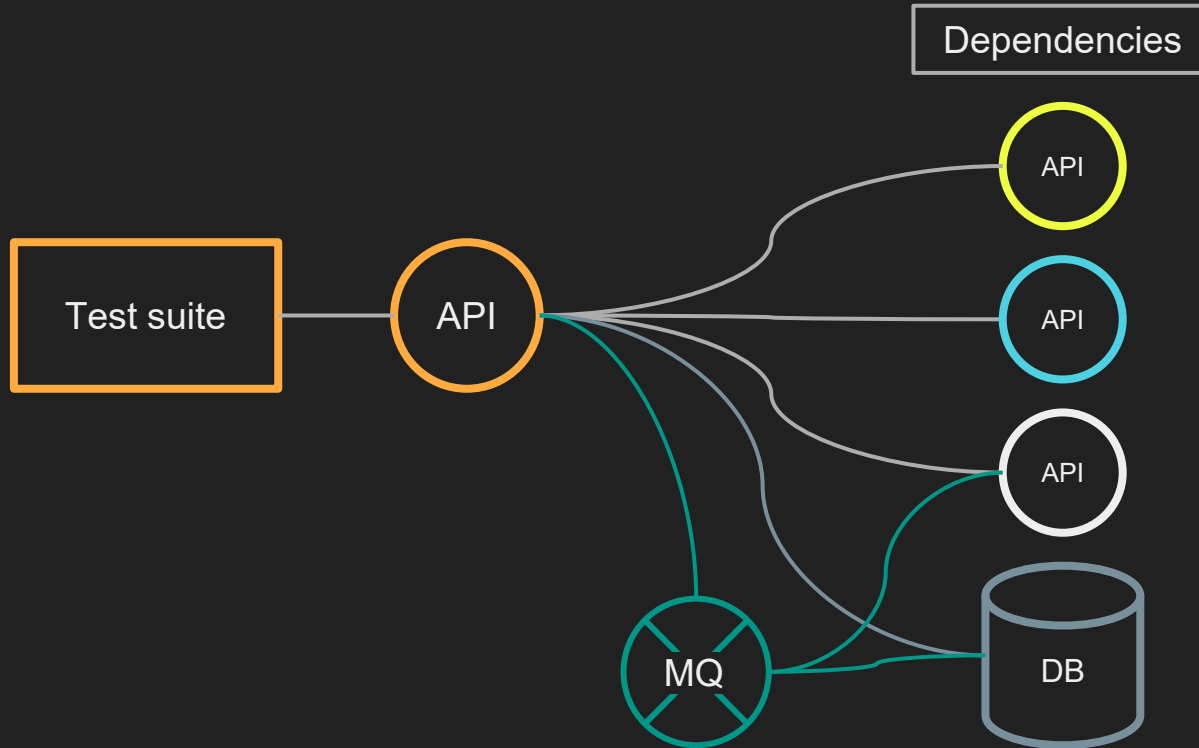 Dependencies
API
Test suite
API
API
API
MQ
DB